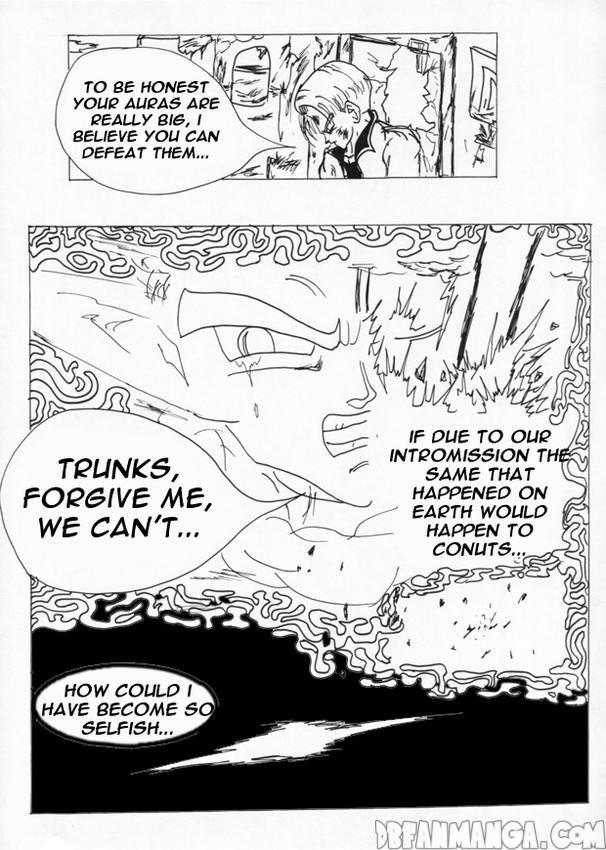 TO BE HONEST
YOUR AURAS ARE
REALLY BIG, I
BELIEVE YOU CAN
DEFEAT THEM...
TRUNKS,
FORGIVE ME,
WE CAN'T...
IF DUE TO OUR
INTROMISSION THE
SAME THAT
HAPPENED ON
EARTH WOULD
HAPPEN TO
CONUTS...
HOW COULD I
HAVE BECOME SO
SELFISH...
DBFANMANGA.COM